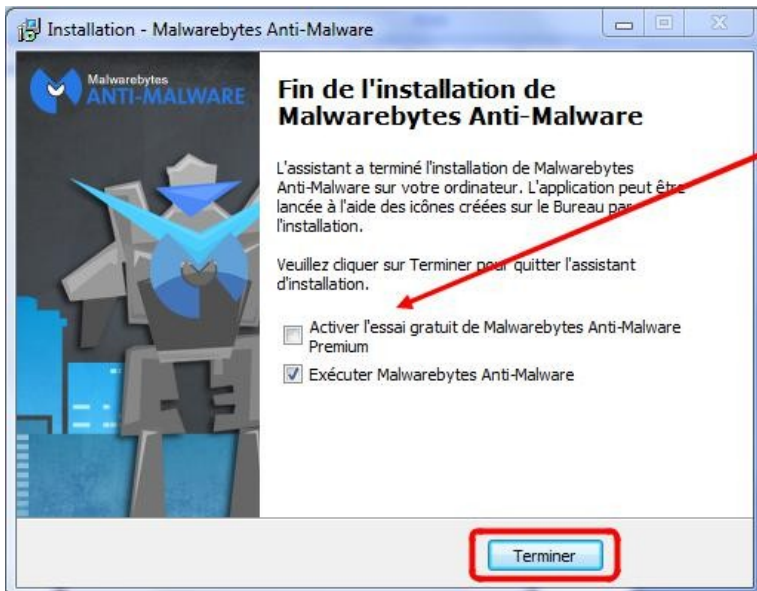 Installation - Malwarebytes Anti-Malware
Malwarebytes
ANTI-MALWARE
Fin de l'installation de
Malwarebytes Anti-Malware
L'assistant a terminé l'installation de Malwarebytes
Anti-Malware sur votre ordinateur. L'application peut être
lancée à l'aide des icônes créées sur le Bureau par
l'installation.
Veuillez cliquer sur Terminer pour quitter l'assistant
d'installation.
Activer l'essai gratuit de Malwarebytes Anti-Malware
Premium
Exécuter Malwarebytes Anti-Malware
Terminer